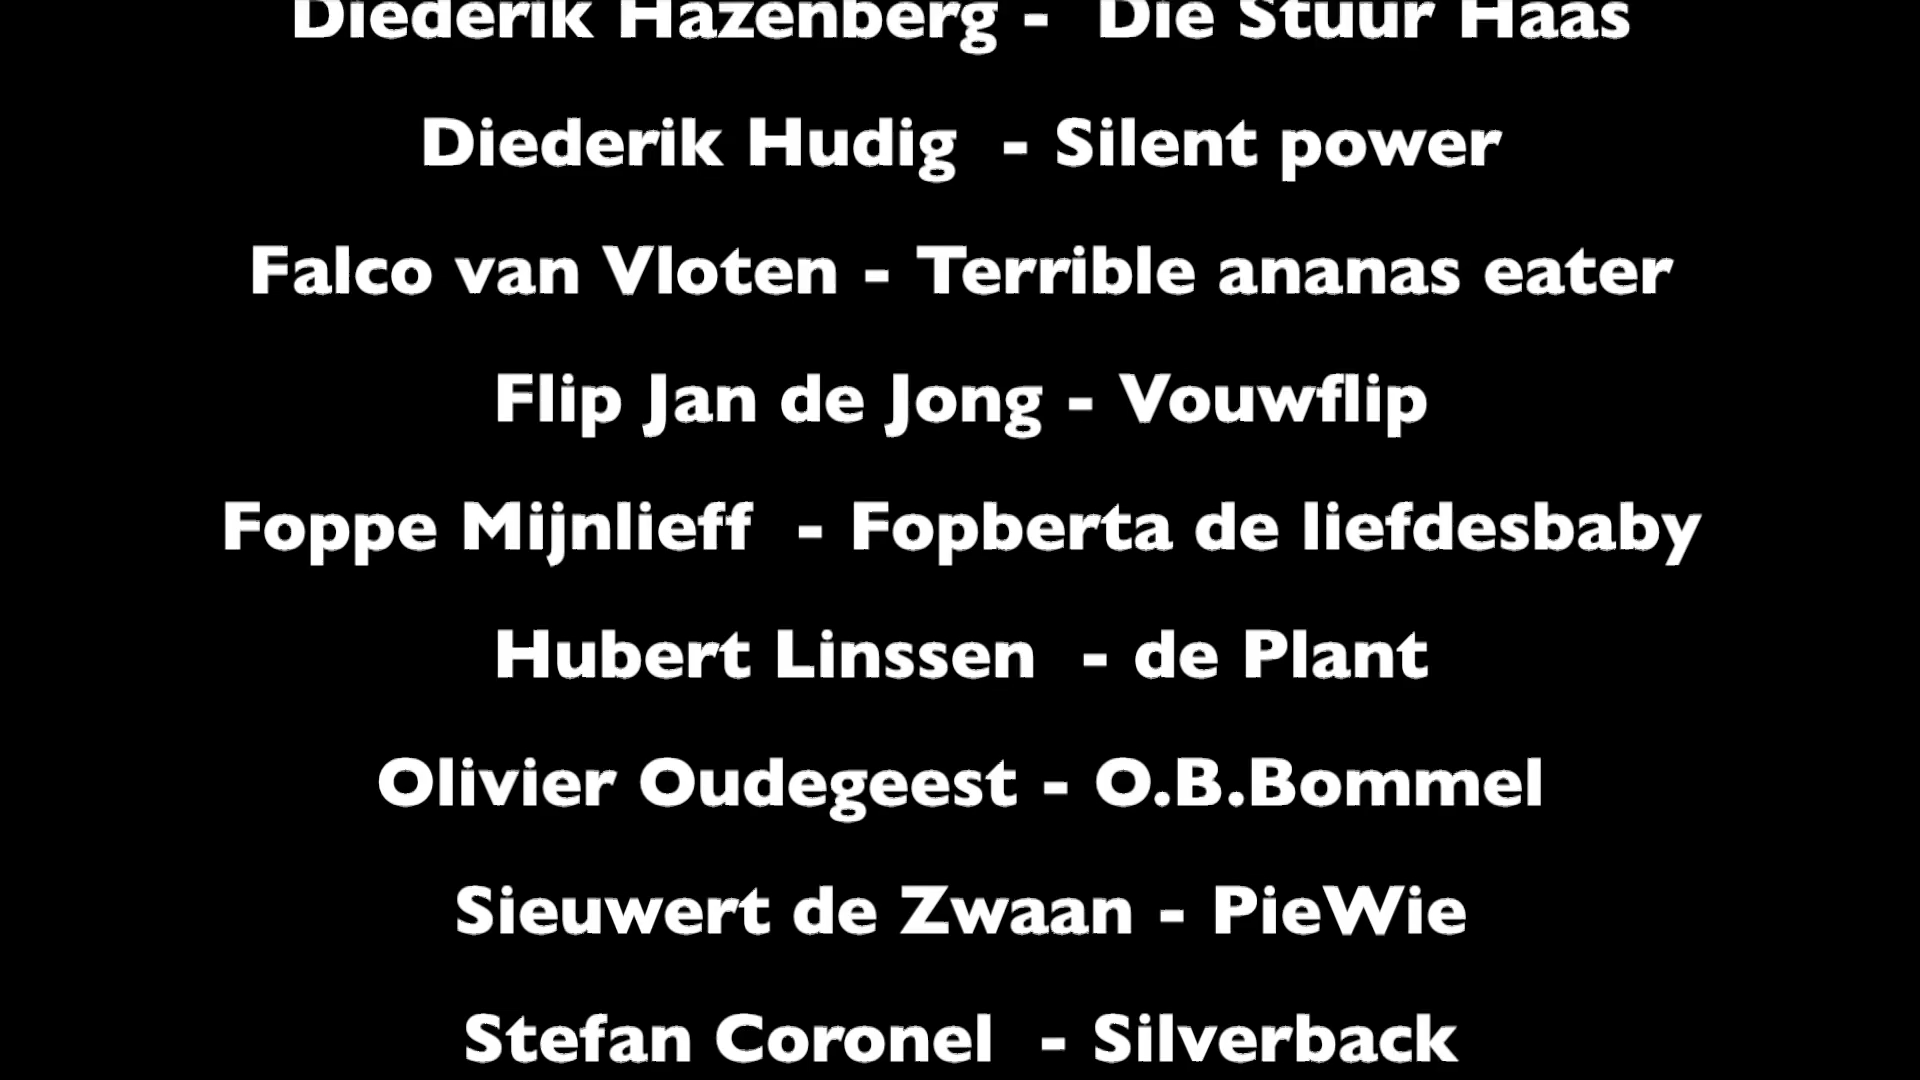 Diederik Hazenberg -  Die Stuur Haas
Diederik Hudig  - Silent power
Falco van Vloten - Terrible ananas eater
Flip Jan de Jong - Vouwflip
Foppe Mijnlieff  - Fopberta de liefdesbaby
Hubert Linssen  - de Plant
Olivier Oudegeest - O.B.Bommel
Sieuwert de Zwaan - PieWie
Stefan Coronel  - Silverback